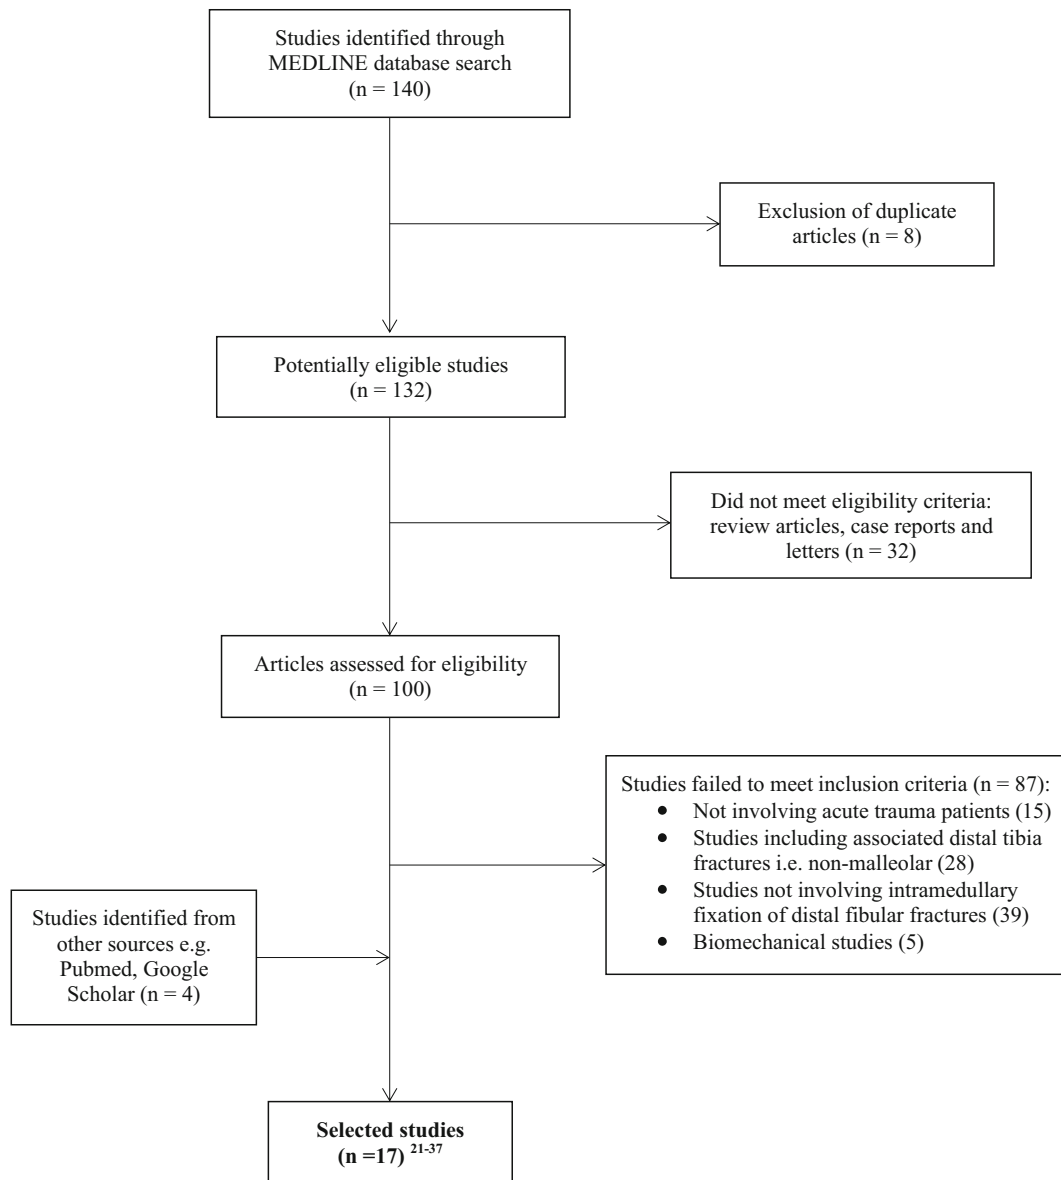 Studies identified through
MEDLINE database search
(n = 140)
Exclusion of duplicate
articles (n = 8)
Potentially eligible studies
(n = 132)
Did not meet eligibility criteria:
review articles, case reports and
letters (n = 32)
Articles assessed for eligibility
(n = 100)
Studies failed to meet inclusion criteria (n = 87):
• Not involving acute trauma patients (15)
• Studies including associated distal tibia
fractures i.e. non-malleolar (28)
• Studies not involving intramedullary
fixation of distal fibular fractures (39)
• Biomechanical studies (5)
Studies identified from
other sources e.g.
Pubmed, Google
Scholar (n = 4)
Selected studies
(n =17) 21-37